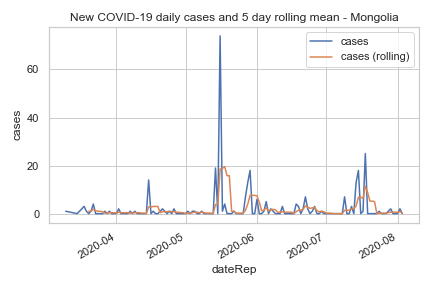 New COVID-19 daily cases and 5 day rolling mean - Mongolia
cases
cases (rolling)
60
40
20
0
cases
2020-04
2020-05
2020-06
2020-07
2020-08
dateRep